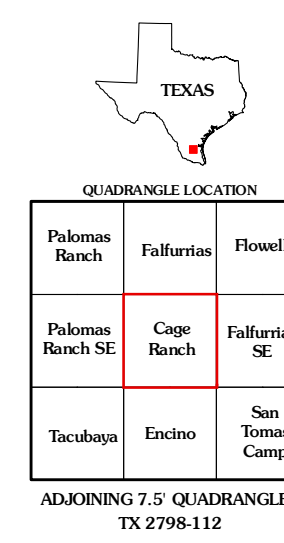 TEXAS
QUADRANGLE LOCATION
Palomas
Ranch
Falfurrias
Flowell
Palomas
Ranch SE
Cage
Ranch
Falfurria
SE
Tacubaya
Encino
San
Tomas
Camp
ADJOINING 7.5' QUADRANGLE
TX 2798-112